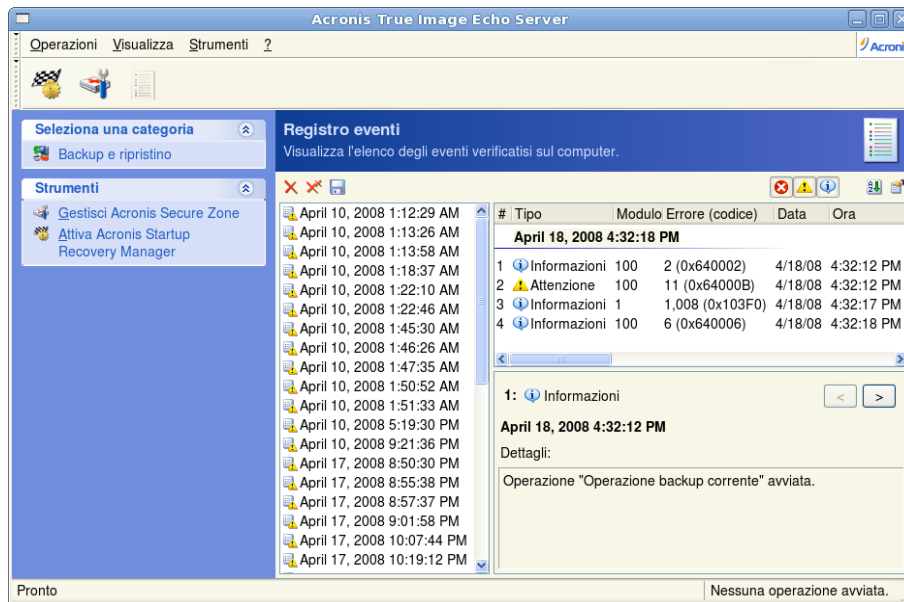 Acronis True Image Echo Server
Operazioni Visualizza Strumenti ?
Acroni
Seleziona una categoria
Backup e ripristino
Strumenti
Gestisci Acronis Secure Zone
Attiva Acronis Startup
Recovery Manager
Registro eventi
Visualizza l'elenco degli eventi verificatisi sul computer.
April 10, 2008 1:12:29 AM
April 10, 2008 1:13:26 AM
April 10, 2008 1:13:58 AM
April 10, 2008 1:18:37 AM
April 10, 2008 1:22:10 AM
April 10, 2008 1:22:46 AM
April 10, 2008 1:45:30 AM
April 10, 2008 1:46:26 AM
April 10, 2008 1:47:35 AM
April 10, 2008 1:50:52 AM
April 10, 2008 1:51:33 AM
April 10, 2008 5:19:30 PM
April 10, 2008 9:21:36 PM
April 17, 2008 8:50:30 PM
April 17, 2008 8:55:38 PM
April 17, 2008 8:57:37 PM
April 17, 2008 9:01:58 PM
April 17, 2008 10:07:44 PM
April 17, 2008 10:19:12 PM
# Tipo Modulo Errore (codice) Data Ora
April 18, 2008 4:32:18 PM
1 Informazioni 100 2 (0x640002) 4/18/08 4:32:12 PM
2 Attenzione 100 11 (0x64000B) 4/18/08 4:32:12 PM
3 Informazioni 1 1,008 (0x103F0) 4/18/08 4:32:17 PM
4 Informazioni 100 6 (0x640006) 4/18/08 4:32:18 PM
1: Informazioni
< >
April 18, 2008 4:32:12 PM
Dettagli:
Operazione "Operazione backup corrente" avviata.
Pronto
Nessuna operazione avviata.